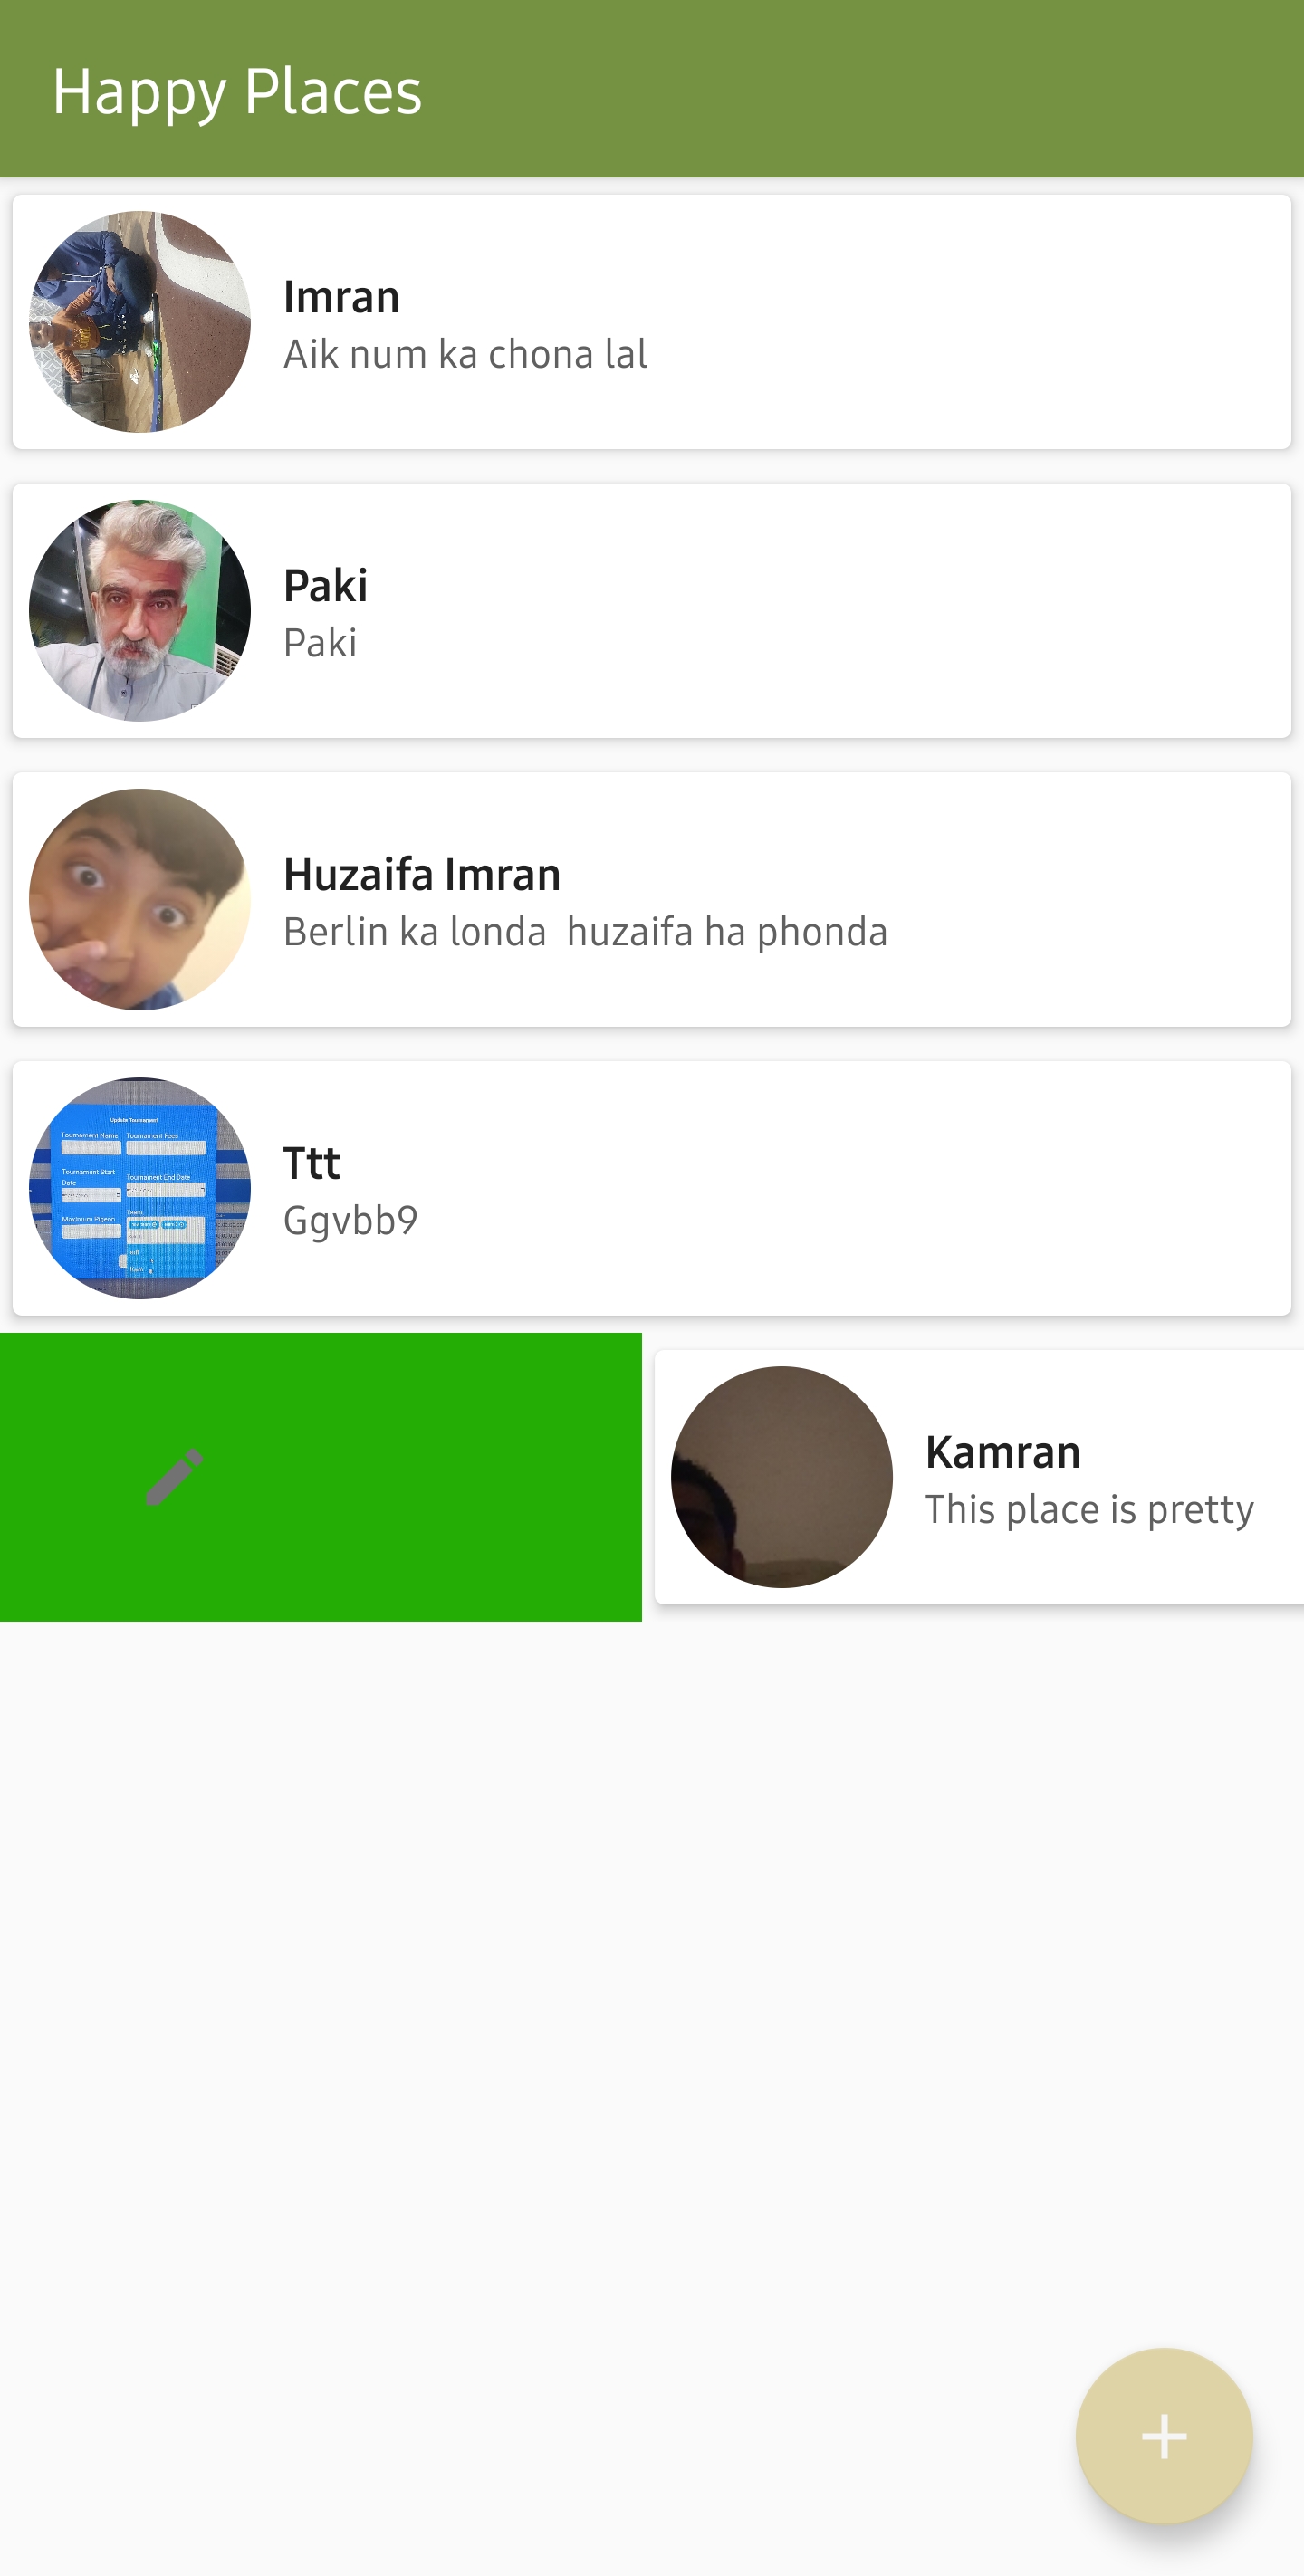 Happy Places
Imran
Aik num ka chona lal
Paki
Paki
Huzaifa Imran
Berlin ka londa  huzaifa ha phonda
Ttt
Ggvbb9
Update Tournament
Tournament Name Tournament Fees
Tournament Start Date
Tournament End Date
Maximum Pigeon
Kamran
This place is pretty